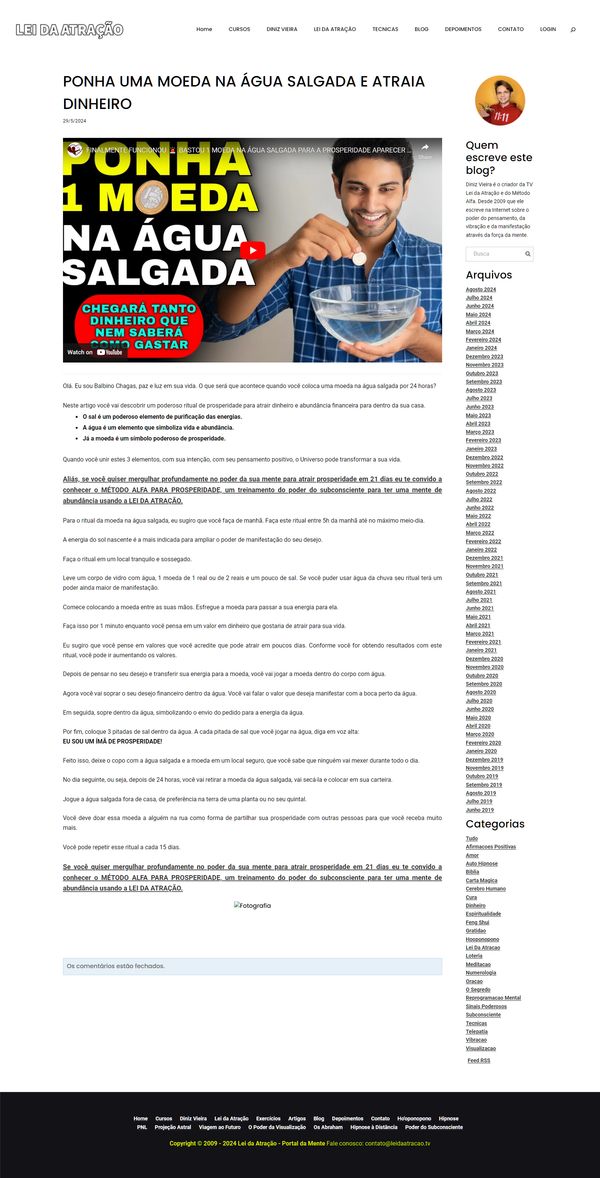 LEI DA ATRAÇÃO
Home CURSOS DINIZ VIEIRA LEI DA ATRAÇÃO TECNICAS BLOG DEPOIMENTOS CONTATO LOGIN
PONHA UMA MOEDA NA ÁGUA SALGADA E ATRAIA
DINHEIRO
29/5/2024
FINALMENTE FUNCIONOU 🚨 BASTOU 1 MOEDA NA ÁGUA SALGADA PARA A PROSPERIDADE APARECER ...
Share
PONHA
1 MOEDA
NA ÁGUA
SALGADA
CHEGARÁ TANTO
DINHEIRO QUE
NEM SABERÁ
COMO GASTAR
Watch on YouTube
Olá. Eu sou Balbino Chagas, paz e luz em sua vida. O que será que acontece quando você coloca uma moeda na água salgada por 24 horas?
Neste artigo você vai descobrir um poderoso ritual de prosperidade para atrair dinheiro e abundância financeira para dentro da sua casa.
• O sal é um poderoso elemento de purificação das energias.
• A água é um elemento que simboliza vida e abundância.
• Já a moeda é um símbolo poderoso de prosperidade.
Quando você unir estes 3 elementos, com sua intenção, com seu pensamento positivo, o Universo pode transformar a sua vida.
Aliás, se você quiser mergulhar profundamente no poder da sua mente para atrair prosperidade em 21 dias eu te convido a
conhecer o MÉTODO ALFA PARA PROSPERIDADE, um treinamento do poder do subconsciente para ter uma mente de
abundância usando a LEI DA ATRAÇÃO.
Para o ritual da moeda na água salgada, eu sugiro que você faça de manhã. Faça este ritual entre 5h da manhã até no máximo meio-dia.
A energia do sol nascente é a mais indicada para ampliar o poder de manifestação do seu desejo.
Faça o ritual em um local tranquilo e sossegado.
Leve um corpo de vidro com água, 1 moeda de 1 real ou de 2 reais e um pouco de sal. Se você puder usar água da chuva seu ritual terá um
poder ainda maior de manifestação.
Comece colocando a moeda entre as suas mãos. Esfregue a moeda para passar a sua energia para ela.
Faça isso por 1 minuto enquanto você pensa em um valor em dinheiro que gostaria de atrair para sua vida.
Eu sugiro que você pense em valores que você acredite que pode atrair em poucos dias. Conforme você for obtendo resultados com este
ritual, você pode ir aumentando os valores.
Depois de pensar no seu desejo e transferir sua energia para a moeda, você vai jogar a moeda dentro do corpo com água.
Agora você vai soprar o seu desejo financeiro dentro da água. Você vai falar o valor que deseja manifestar com a boca perto da água.
Em seguida, sopre dentro da água, simbolizando o envio do pedido para a energia da água.
Por fim, coloque 3 pitadas de sal dentro da água. A cada pitada de sal que você jogar na água, diga em voz alta:
EU SOU UM ÍMÃ DE PROSPERIDADE!
Feito isso, deixe o copo com a água salgada e a moeda em um local seguro, que você sabe que ninguém vai mexer durante todo o dia.
No dia seguinte, ou seja, depois de 24 horas, você vai retirar a moeda da água salgada, vai secá-la e colocar em sua carteira.
Jogue a água salgada fora de casa, de preferência na terra de uma planta ou no seu quintal.
Você deve doar essa moeda a alguém na rua como forma de partilhar sua prosperidade com outras pessoas para que você receba muito
mais.
Você pode repetir esse ritual a cada 15 dias.
Se você quiser mergulhar profundamente no poder da sua mente para atrair prosperidade em 21 dias eu te convido a
conhecer o MÉTODO ALFA PARA PROSPERIDADE, um treinamento do poder do subconsciente para ter uma mente de
abundância usando a LEI DA ATRAÇÃO.
Fotografia
Os comentários estão fechados.
11:11
Quem
escreve este
blog?
Diniz Vieira é o criador da TV
Lei da Atração e do Método
Alfa. Desde 2009 que ele
escreve na Internet sobre o
poder do pensamento, da
vibração e da manifestação
através da força da mente.
Busca
Arquivos
Agosto 2024
Julho 2024
Junho 2024
Maio 2024
Abril 2024
Março 2024
Fevereiro 2024
Janeiro 2024
Dezembro 2023
Novembro 2023
Outubro 2023
Setembro 2023
Agosto 2023
Julho 2023
Junho 2023
Maio 2023
Abril 2023
Março 2023
Fevereiro 2023
Janeiro 2023
Dezembro 2022
Novembro 2022
Outubro 2022
Setembro 2022
Agosto 2022
Julho 2022
Junho 2022
Maio 2022
Abril 2022
Março 2022
Fevereiro 2022
Janeiro 2022
Dezembro 2021
Novembro 2021
Outubro 2021
Setembro 2021
Agosto 2021
Julho 2021
Junho 2021
Maio 2021
Abril 2021
Março 2021
Fevereiro 2021
Janeiro 2021
Dezembro 2020
Novembro 2020
Outubro 2020
Setembro 2020
Agosto 2020
Julho 2020
Junho 2020
Maio 2020
Abril 2020
Março 2020
Fevereiro 2020
Janeiro 2020
Dezembro 2019
Novembro 2019
Outubro 2019
Setembro 2019
Agosto 2019
Julho 2019
Junho 2019
Categorias
Tudo
Afirmacoes Positivas
Amor
Auto Hipnose
Biblia
Carta Magica
Cerebro Humano
Cura
Dinheiro
Espiritualidade
Feng Shui
Gratidao
Hooponopono
Lei Da Atracao
Loteria
Meditacao
Numerologia
Oracao
O Segredo
Reprogramacao Mental
Sinais Poderosos
Subconsciente
Tecnicas
Telepatia
Vibracao
Visualizacao
Feed RSS
Home Cursos Diniz Vieira Lei da Atração Exercícios Artigos Blog Depoimentos Contato Ho'oponopono Hipnose
PNL Projeção Astral Viagem ao Futuro O Poder da Visualização Os Abraham Hipnose à Distância Poder do Subconsciente
Copyright © 2009 - 2024 Lei da Atração - Portal da Mente Fale conosco: contato@leidaatracao.tv